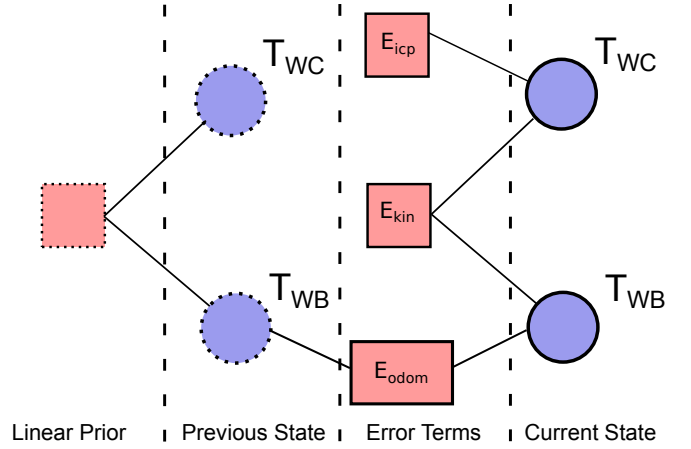 T_WC
E_icp
T_WC
E_kin
T_WB
T_WB
E_odom
Linear Prior
Previous State
Error Terms
Current State